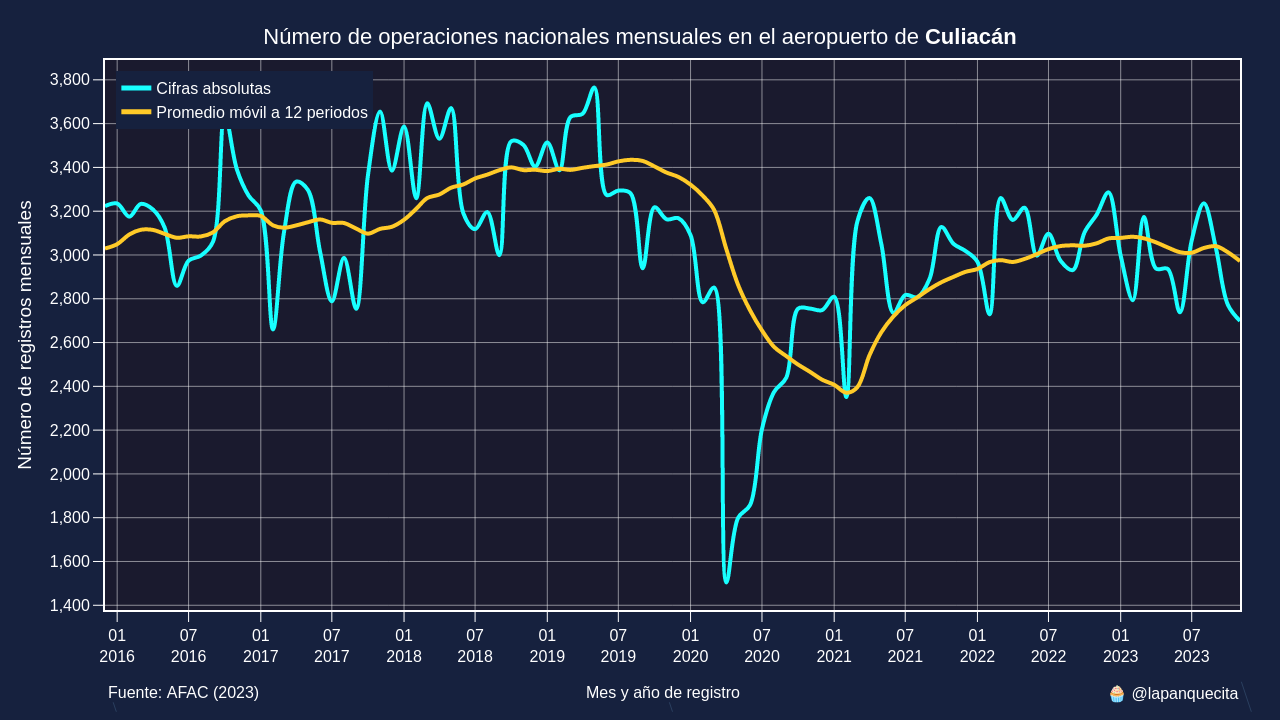 Número de operaciones nacionales mensuales en el aeropuerto de Culiacán
Cifras absolutas
Promedio móvil a 12 periodos
Número de registros mensuales
3,800
3,600
3,400
3,200
3,000
2,800
2,600
2,400
2,200
2,000
1,800
1,600
1,400
01 07 01 07 01 07 01 07 01 07 01 07 01 07 01 07
2016 2016 2017 2017 2018 2018 2019 2019 2020 2020 2021 2021 2022 2022 2023 2023
Fuente: AFAC (2023) Mes y año de registro 🧁 @lapanquecita